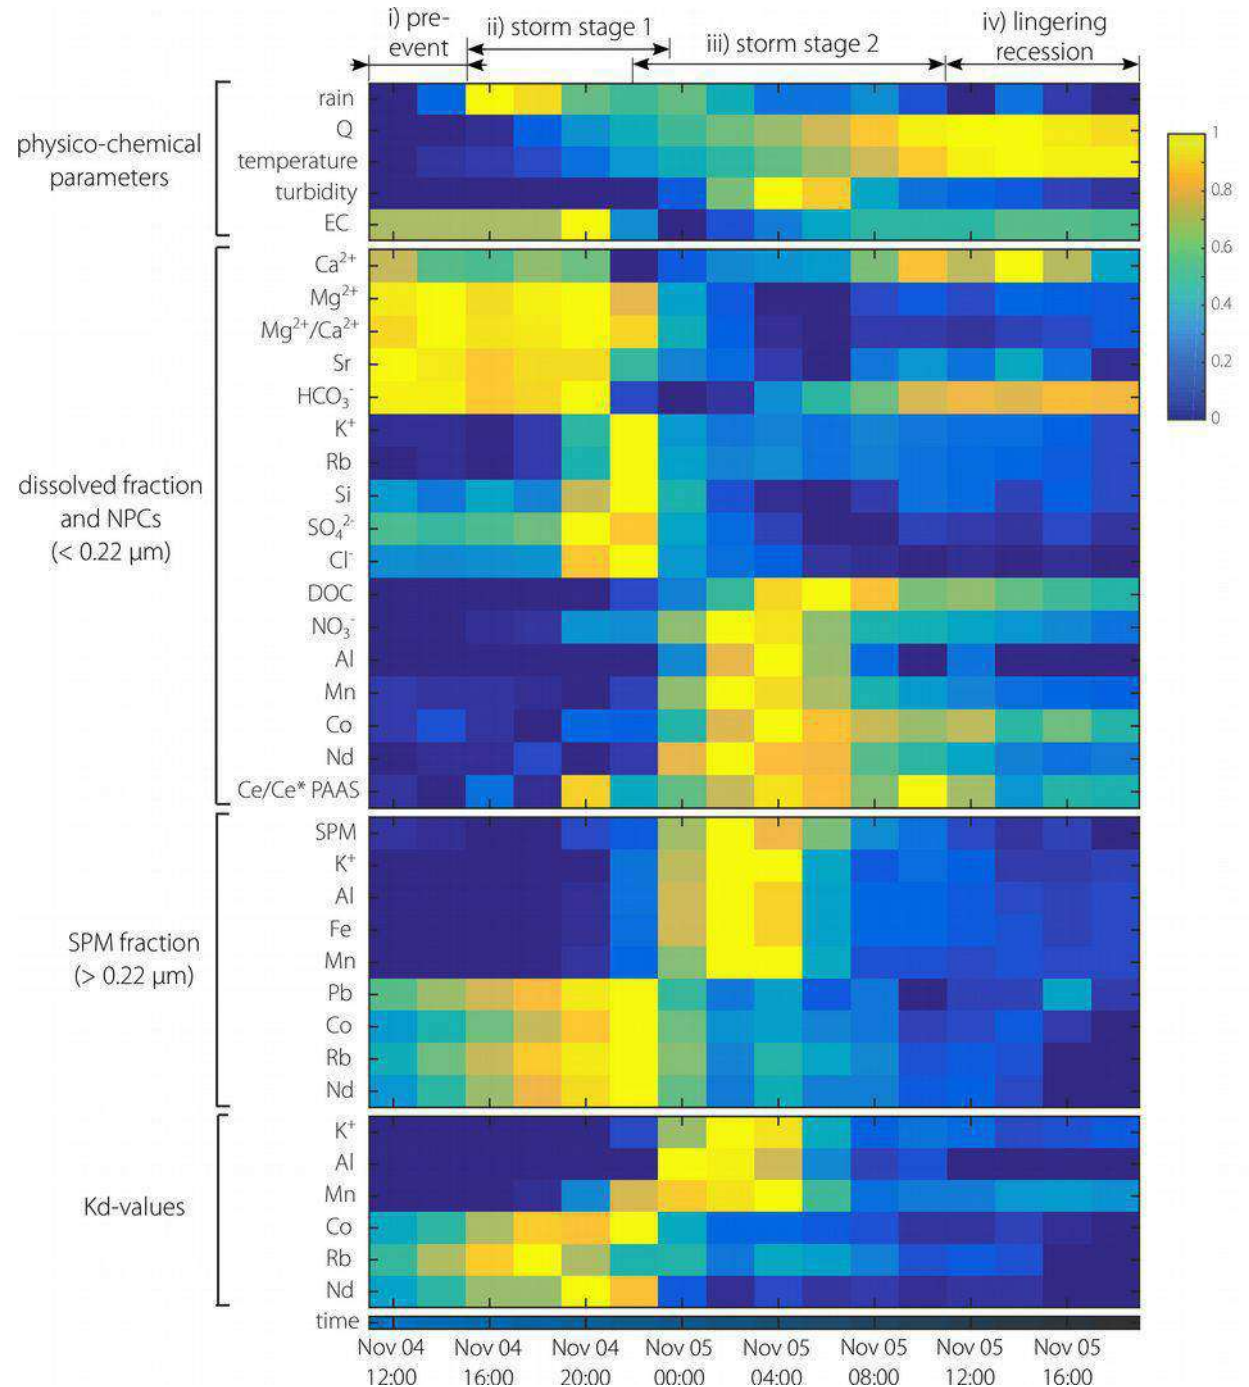 i) pre-
event
ii) storm stage 1
iii) storm stage 2
iv) lingering
recession
physico-chemical
parameters
rain
Q
temperature
turbidity
EC
1
0.8
0.6
0.4
0.2
0
dissolved fraction
and NPCs
(< 0.22 µm)
Ca²⁺
Mg²⁺
Mg²⁺/Ca²⁺
Sr
HCO₃⁻
K⁺
Rb
Si
SO₄²⁻
Cl⁻
DOC
NO₃⁻
Al
Mn
Co
Nd
Ce/Ce* PAAS
SPM fraction
(> 0.22 µm)
SPM
K⁺
Al
Fe
Mn
Pb
Co
Rb
Nd
Kd-values
K⁺
Al
Mn
Co
Rb
Nd
time
Nov 04 Nov 04 Nov 04 Nov 05 Nov 05 Nov 05 Nov 05 Nov 05
12:00 16:00 20:00 00:00 04:00 08:00 12:00 16:00